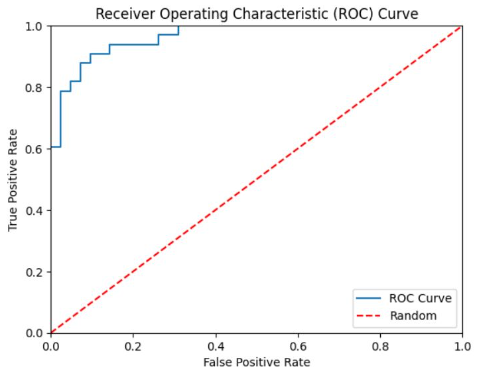 Receiver Operating Characteristic (ROC) Curve
1.0
0.8
0.6
0.4
0.2
0.0
True Positive Rate
ROC Curve
Random
0.0 0.2 0.4 0.6 0.8 1.0
False Positive Rate